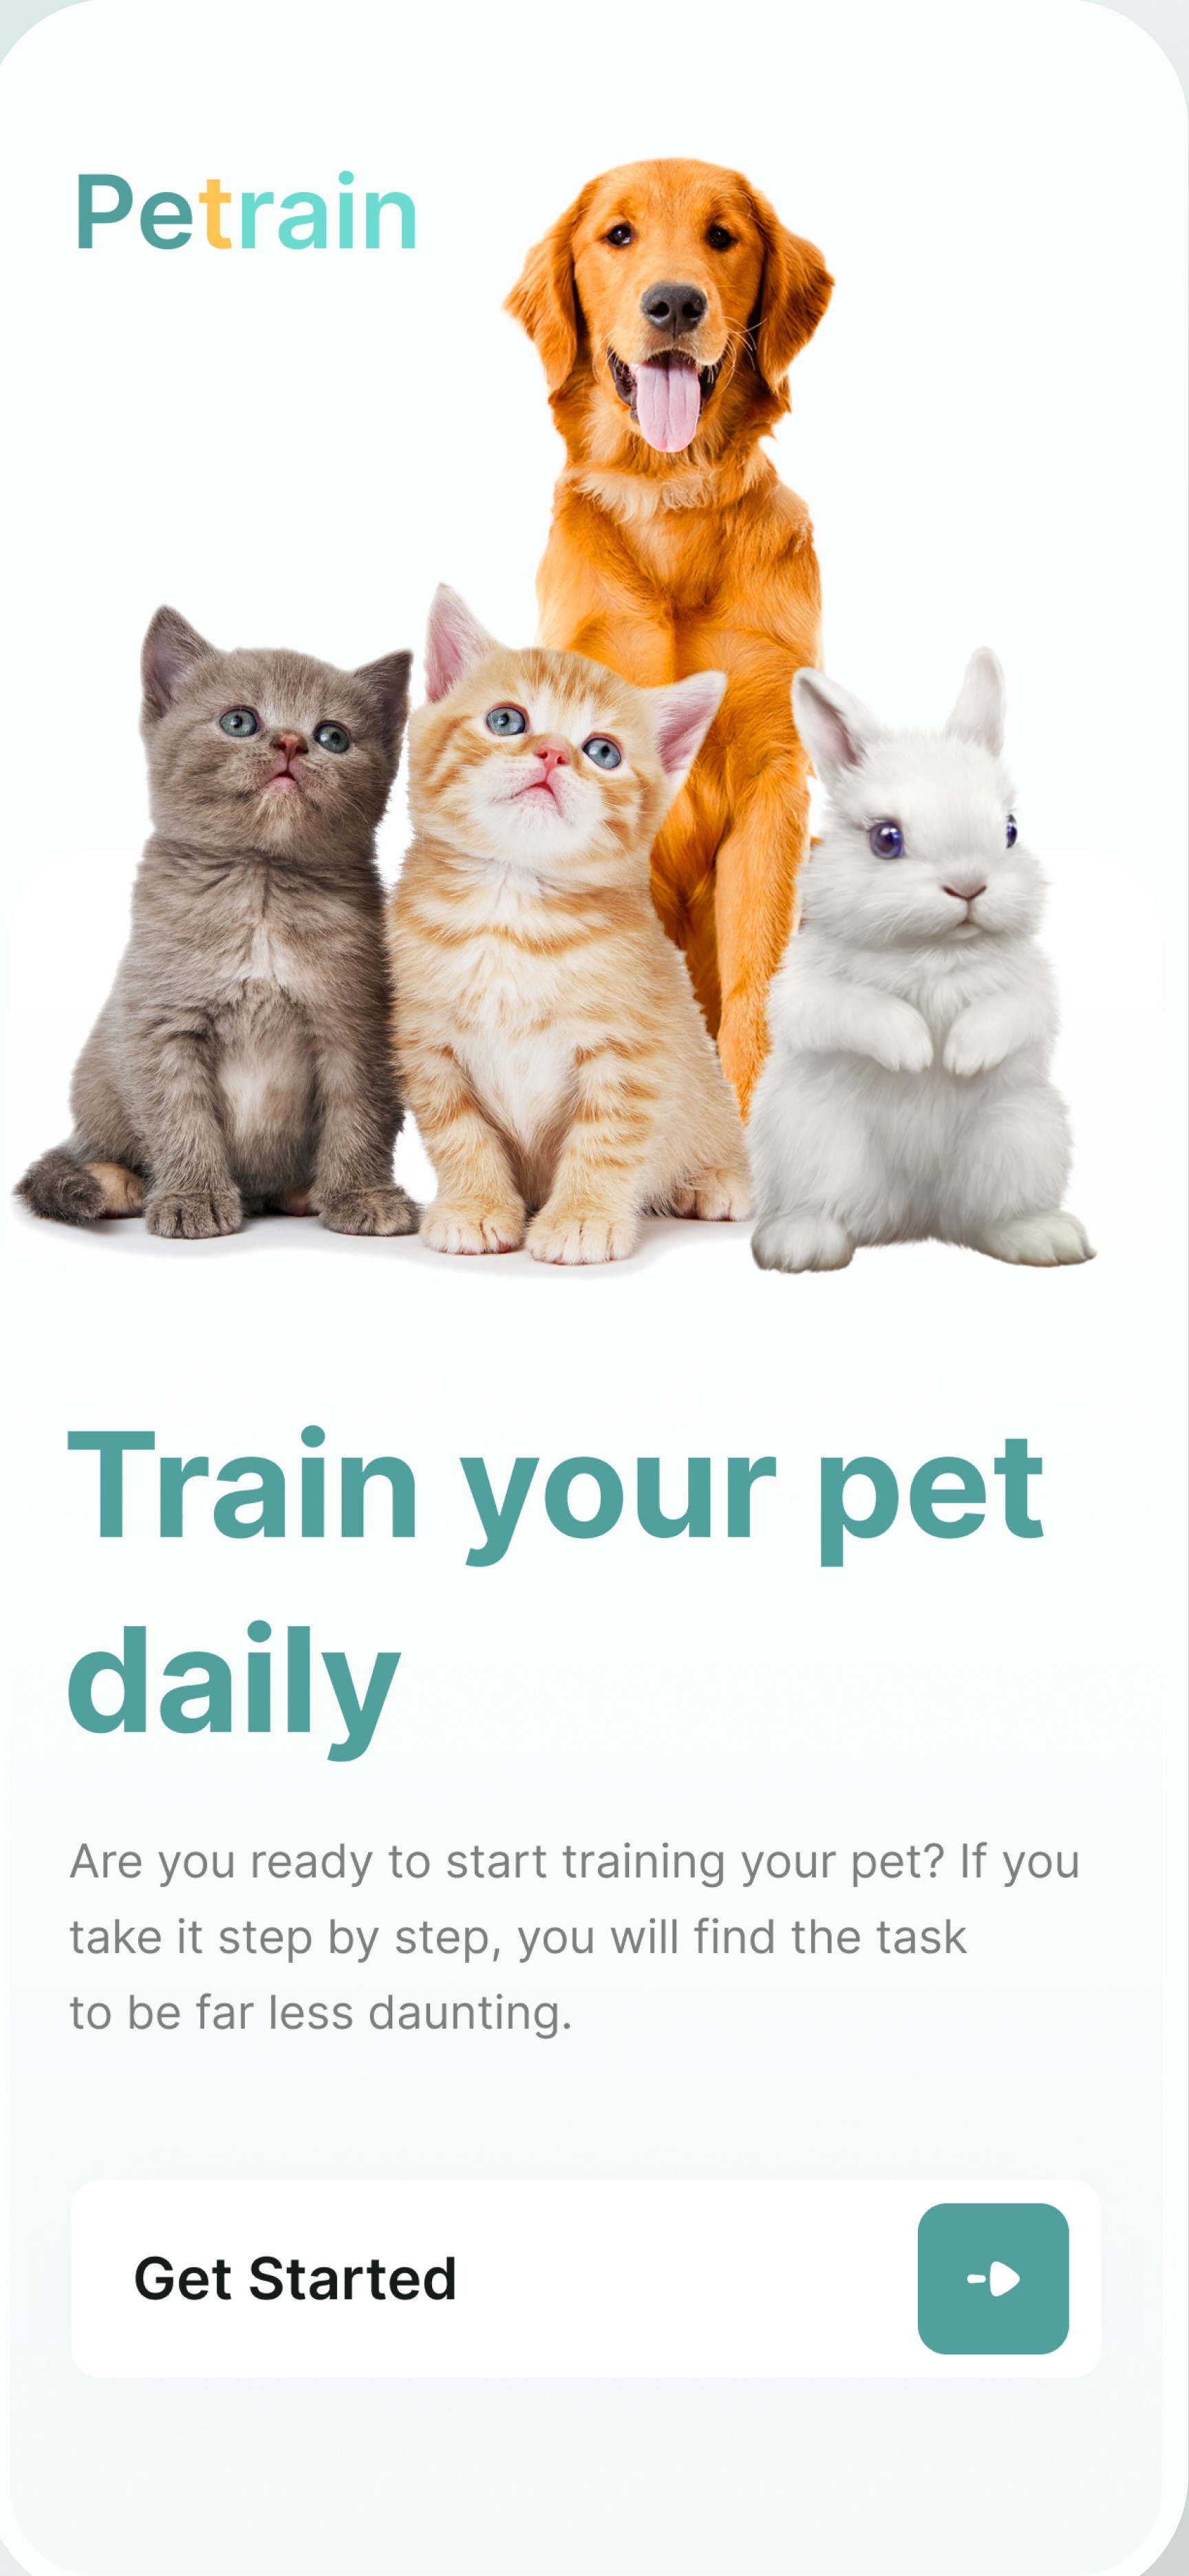 Petrain
Train your pet
daily
Are you ready to start training your pet? If you
take it step by step, you will find the task
to be far less daunting.
Get Started